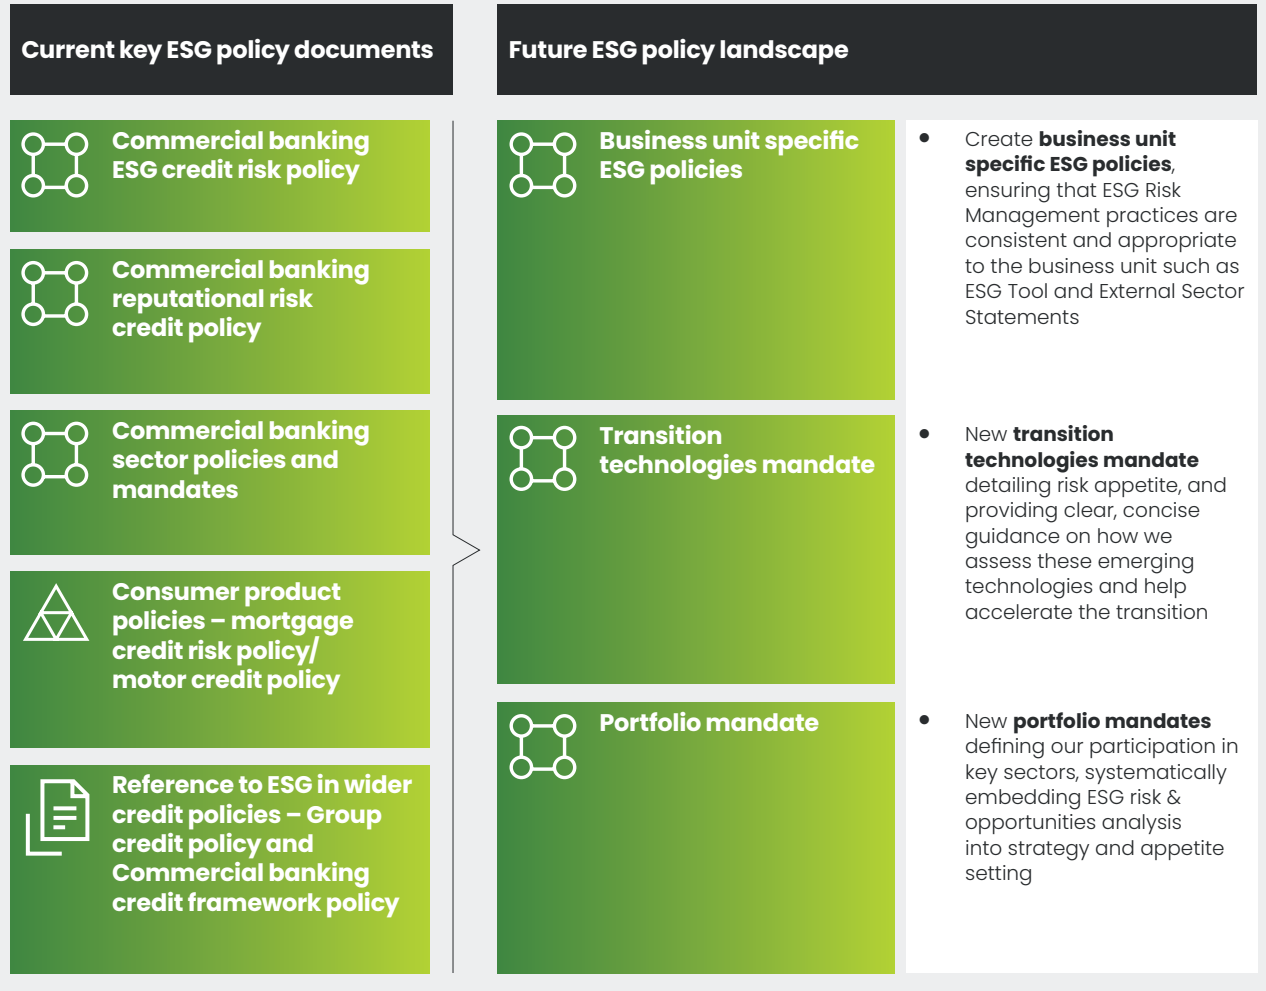 Current key ESG policy documents
Commercial banking
ESG credit risk policy
Commercial banking
reputational risk
credit policy
Commercial banking
sector policies and
mandates
Consumer product
policies – mortgage
credit risk policy/
motor credit policy
Reference to ESG in wider
credit policies – Group
credit policy and
Commercial banking
credit framework policy
Future ESG policy landscape
Business unit specific
ESG policies
• Create business unit
specific ESG policies,
ensuring that ESG Risk
Management practices are
consistent and appropriate
to the business unit such as
ESG Tool and External Sector
Statements
Transition
technologies mandate
• New transition
technologies mandate
detailing risk appetite, and
providing clear, concise
guidance on how we
assess these emerging
technologies and help
accelerate the transition
Portfolio mandate
• New portfolio mandates
defining our participation in
key sectors, systematically
embedding ESG risk &
opportunities analysis
into strategy and appetite
setting